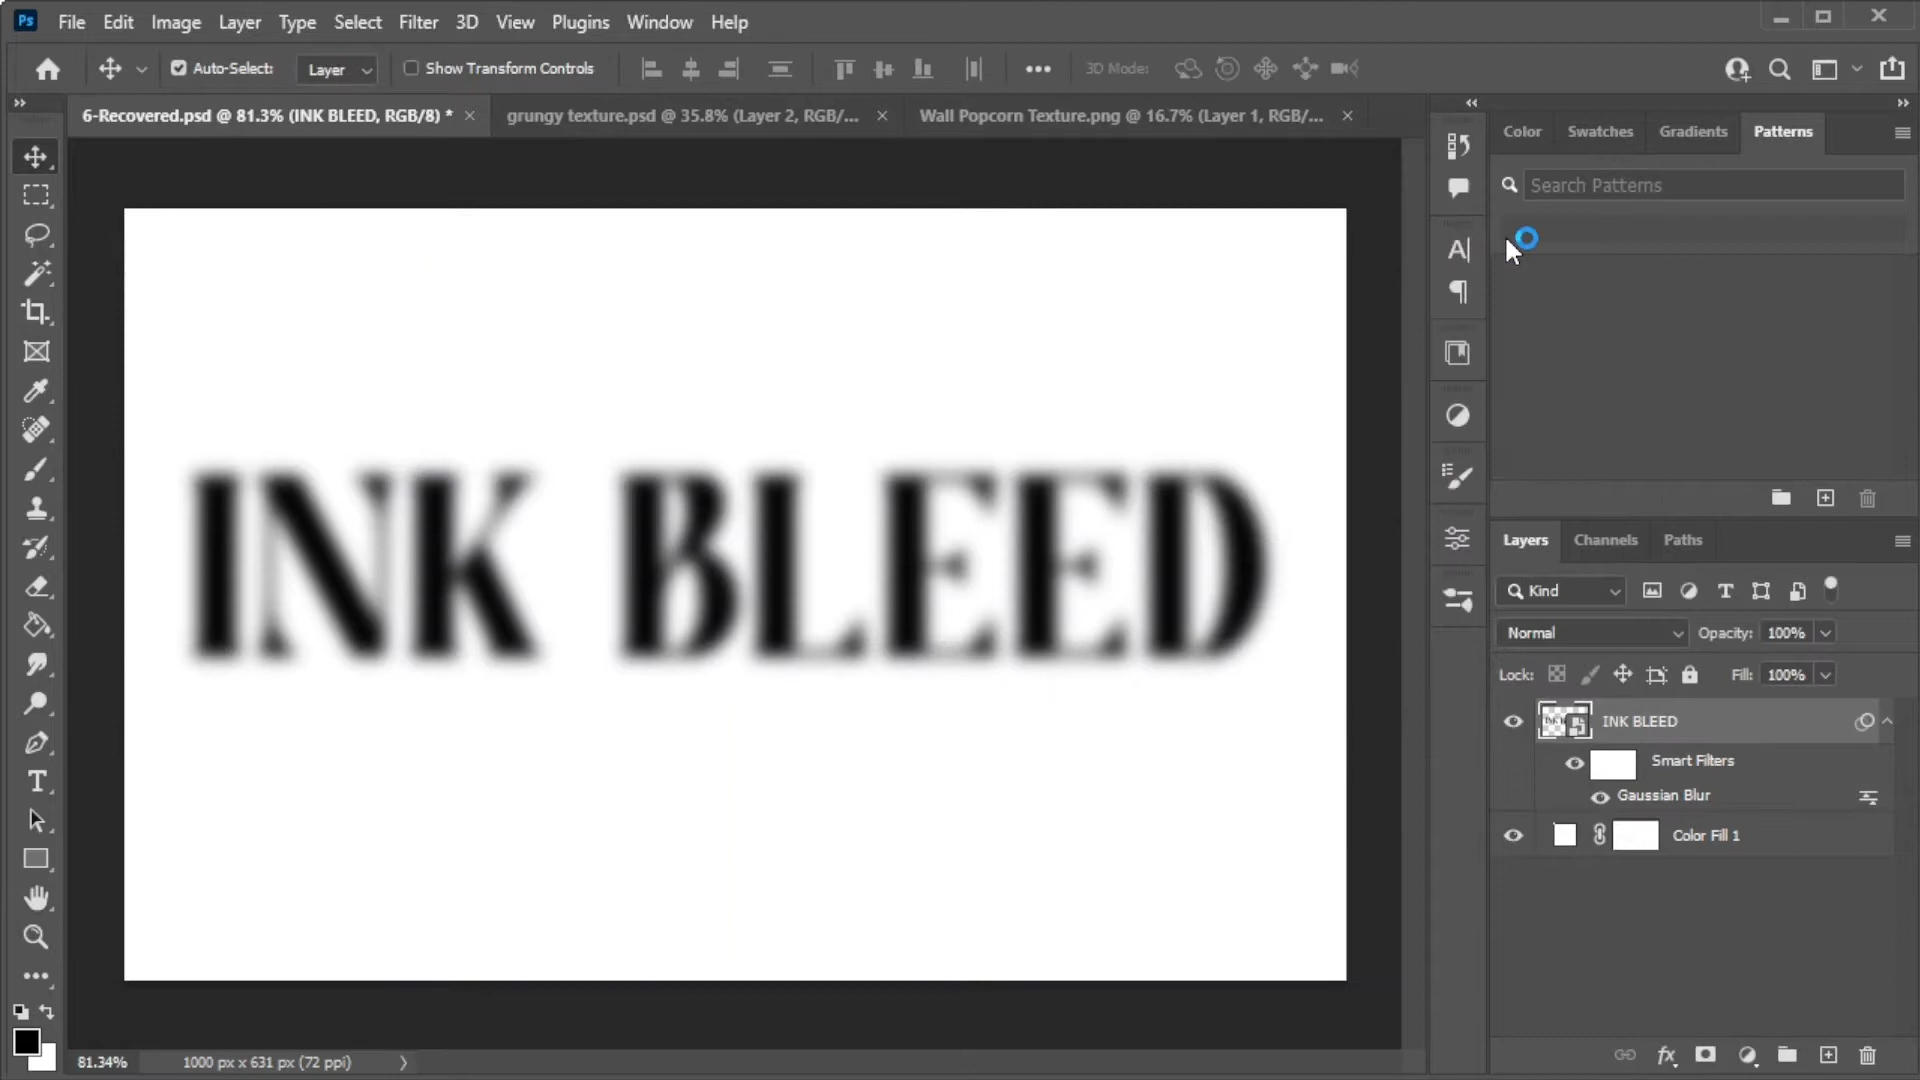 Ps File Edit Image Layer Type Select Filter 3D View Plugins Window Help
Auto-Select: Layer Show Transform Controls 3D Mode:
6-Recovered.psd @ 81.3% (INK BLEED, RGB/8) * grungy texture.psd @ 35.8% (Layer 2, RGB/... Wall Popcorn Texture.png @ 16.7% (Layer 1, RGB/...
Color Swatches Gradients Patterns
Search Patterns
INK BLEED
Layers Channels Paths
Kind
Normal Opacity: 100%
Lock: Fill: 100%
INK BLEED
Smart Filters
Gaussian Blur
Color Fill 1
81.34% 1000 px x 631 px (72 ppi)